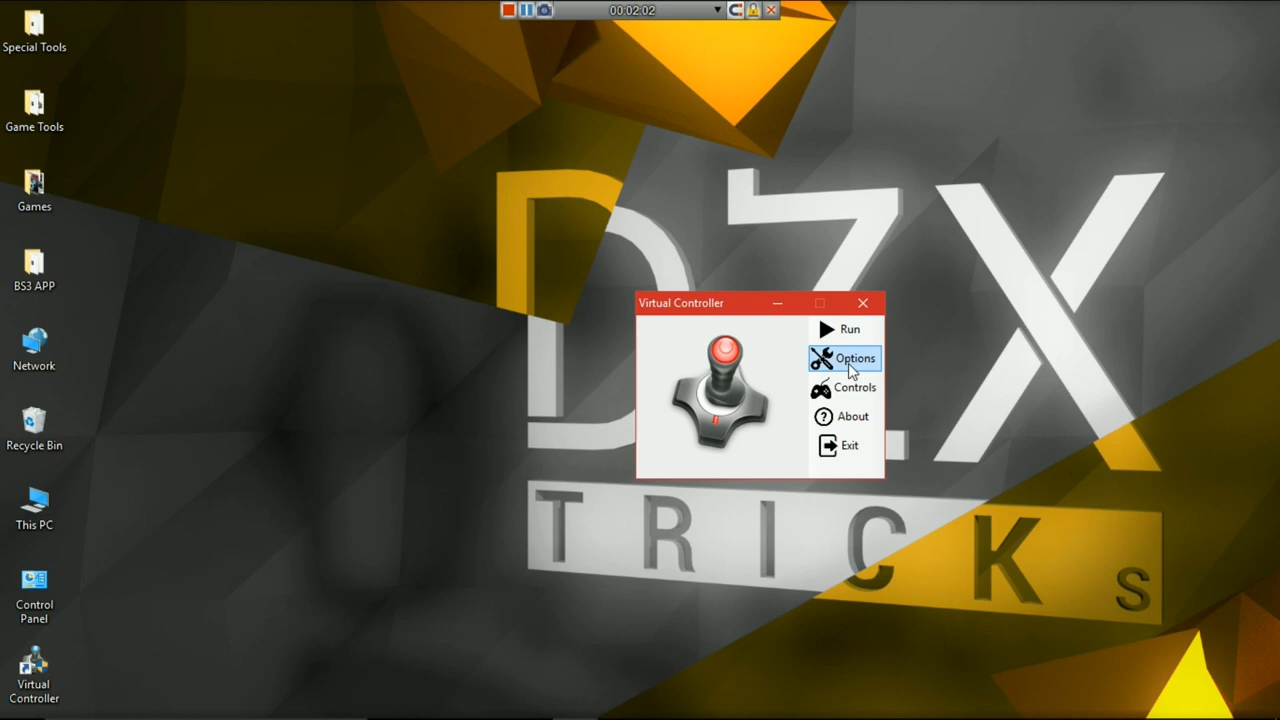 00:02:02
Special Tools
Game Tools
Games
BS3 APP
Network
Recycle Bin
This PC
Control
Panel
Virtual
Controller
DZX
TRICKs
Virtual Controller
Run
Options
Controls
About
Exit